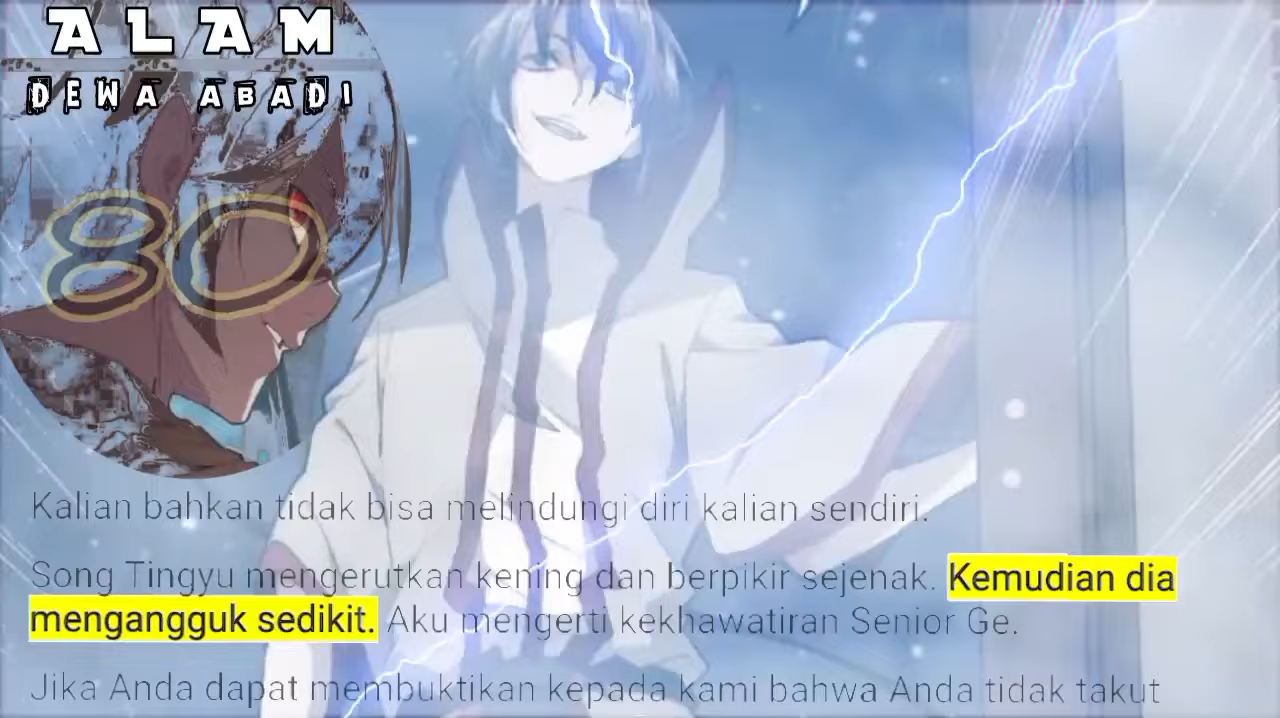 ALAM
DEWA ABADI
80
Kalian bahkan tidak bisa melindungi diri kalian sendiri.
Song Tingyu mengerutkan kening dan berpikir sejenak. Kemudian dia
mengangguk sedikit. Aku mengerti kekhawatiran Senior Ge.
Jika Anda dapat membuktikan kepada kami bahwa Anda tidak takut